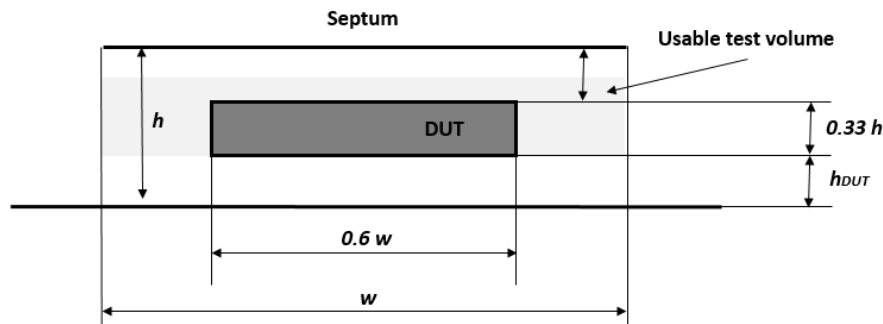 Septum
Usable test volume
h
DUT
0.33 h
hDUT
0.6 w
w